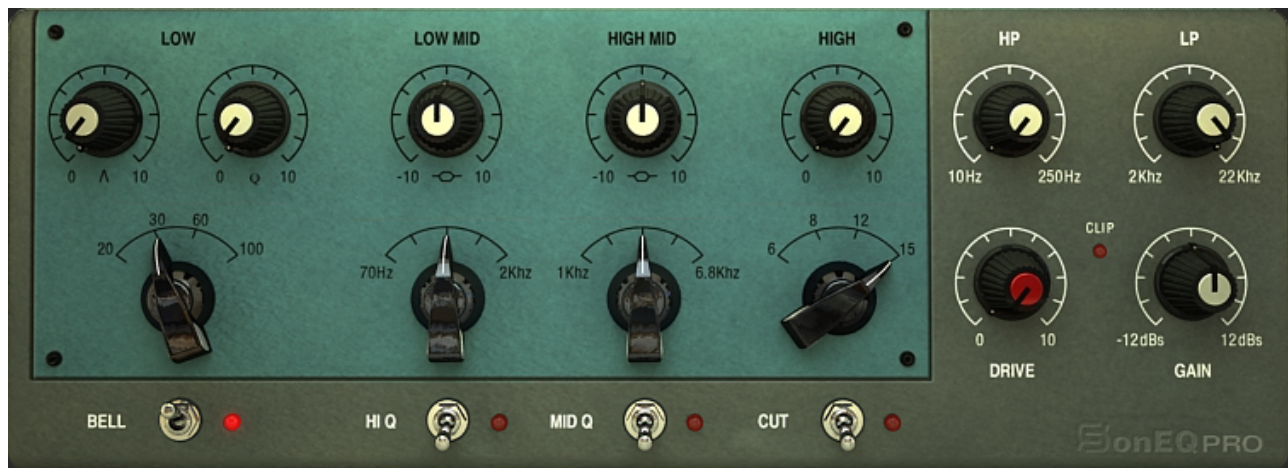 LOW LOW MID HIGH MID HIGH HP LP
0 10 0 Q 10 -10 10 -10 10 0 10 10Hz 250Hz 2Khz 22Khz
20 30 60 100 70Hz 2Khz 1Khz 6.8Khz 6 8 12 15 CLIP
0 10 -12dBs 12dBs
DRIVE GAIN
BELL HI Q MID Q CUT
SonEQ PRO